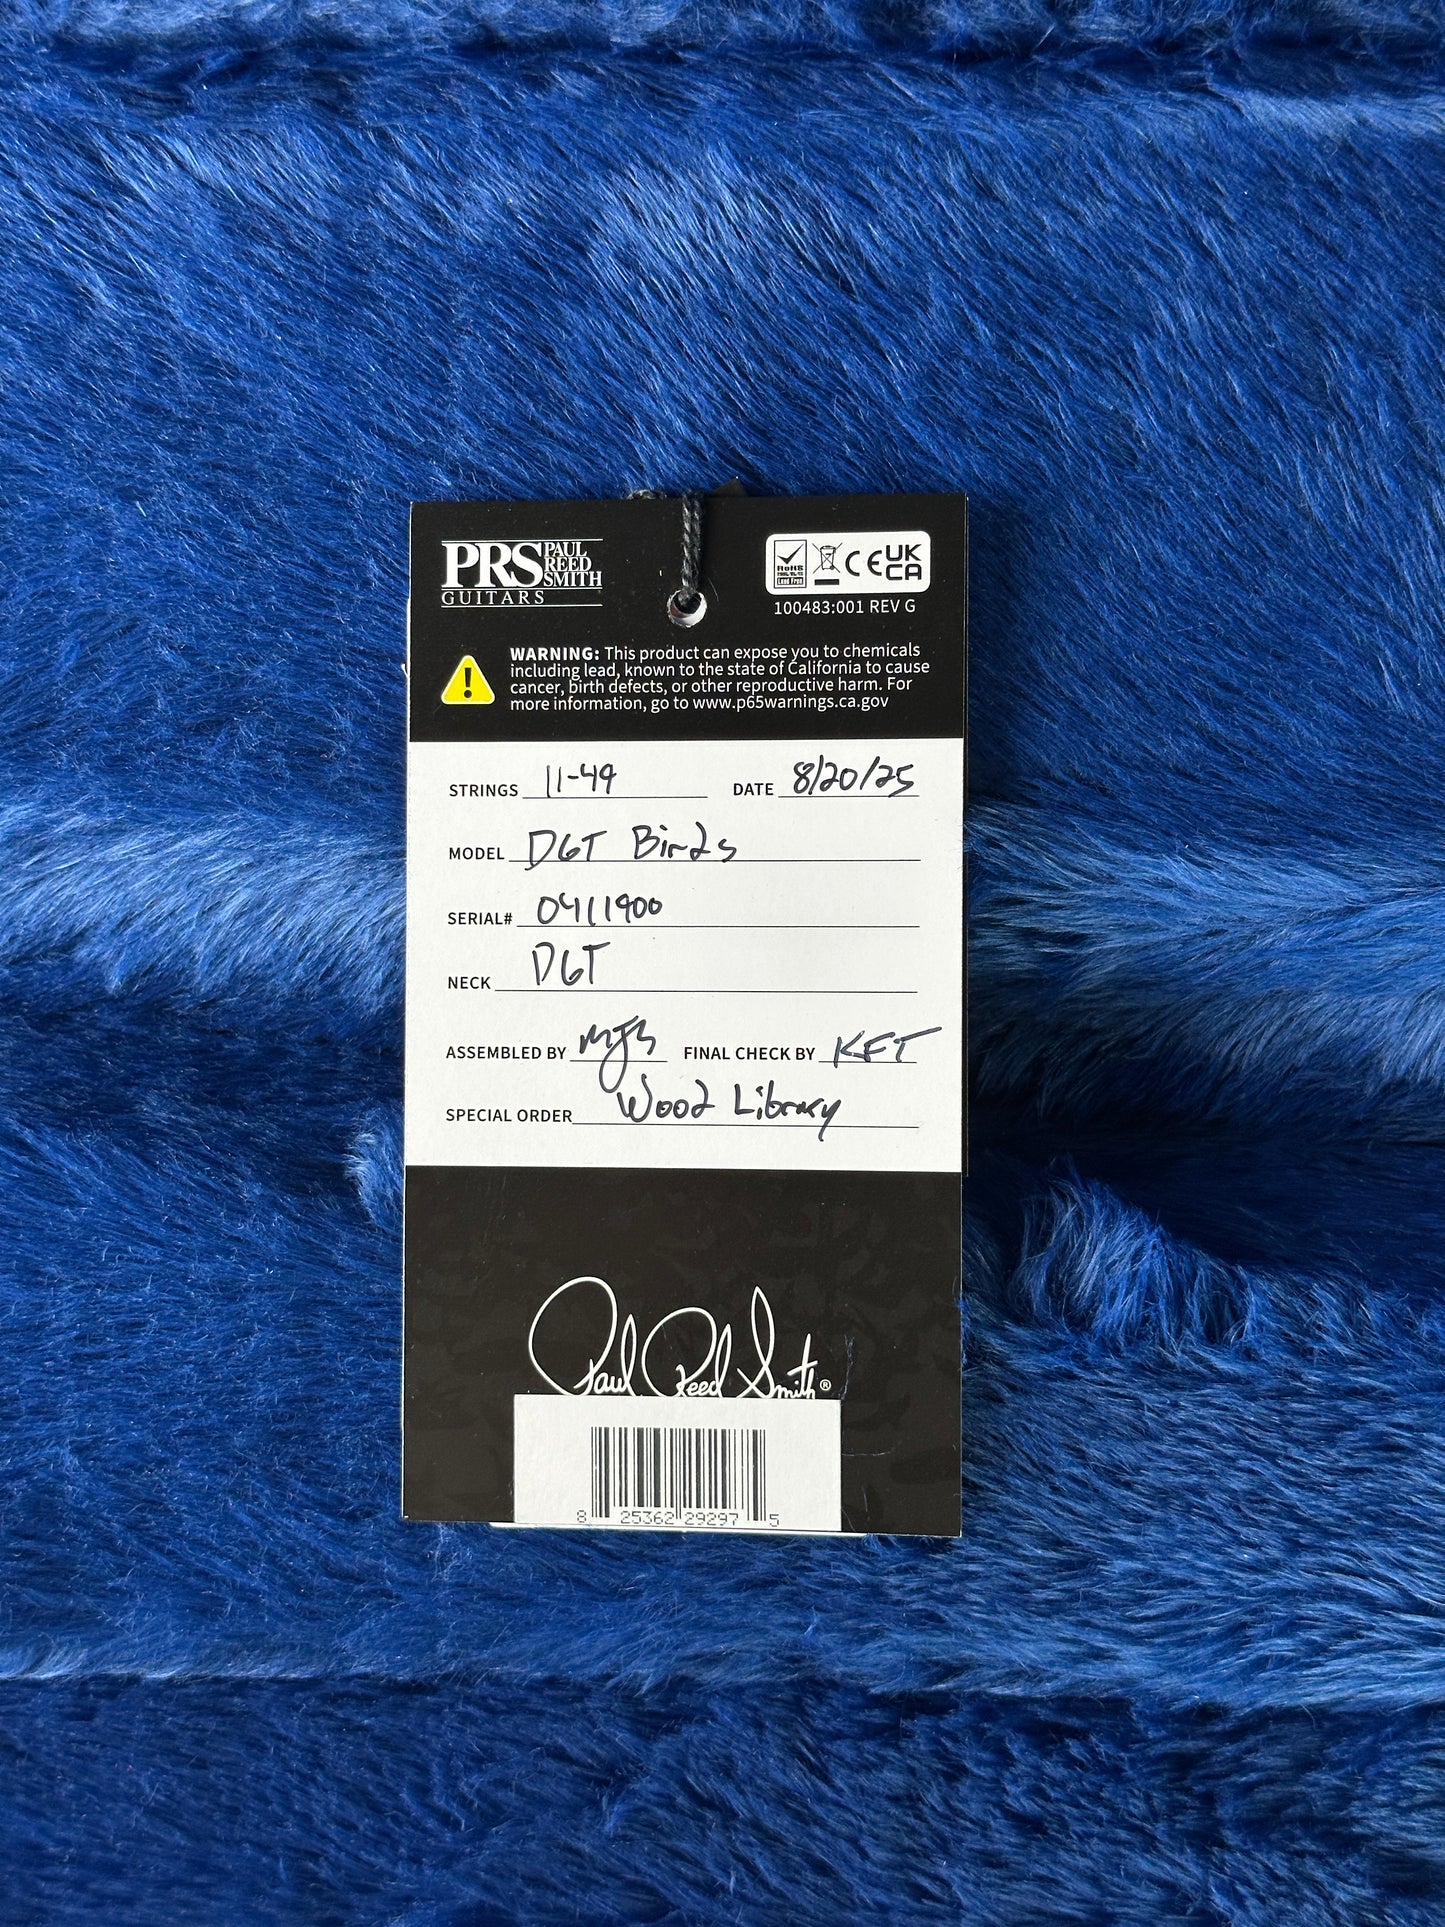 PRS PAUL REED SMITH
GUITARS
RoHS
Lead Free
CE UK CA
100483:001 REV G
WARNING: This product can expose you to chemicals
including lead, known to the state of California to cause
cancer, birth defects, or other reproductive harm. For
more information, go to www.p65warnings.ca.gov
STRINGS 11-49 DATE 8/20/25
MODEL DGT Birds
SERIAL# 0411900
NECK DGT
ASSEMBLED BY MJB FINAL CHECK BY KFT
SPECIAL ORDER Wood Library
Paul Reed Smith®
8 25362 29297 5